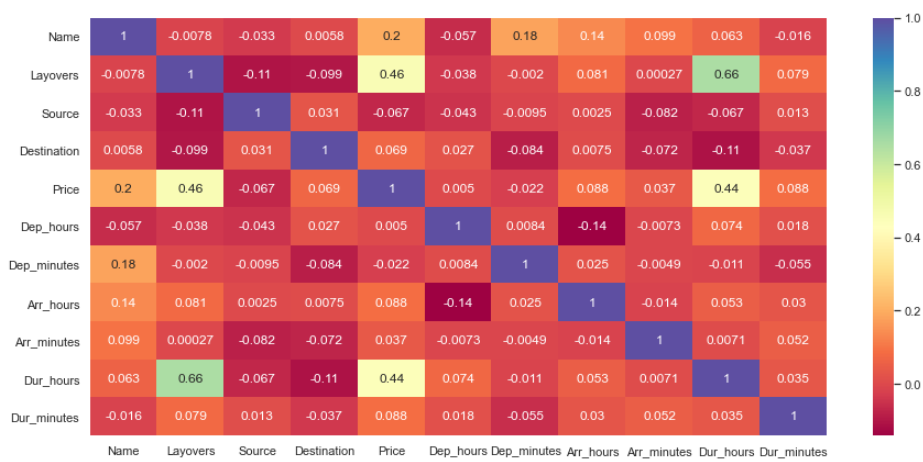 Name 1 -0.0078 -0.033 0.0058 0.2 -0.057 0.18 0.14 0.099 0.063 -0.016
Layovers -0.0078 1 -0.11 -0.099 0.46 -0.038 -0.002 0.081 0.00027 0.66 0.079
Source -0.033 -0.11 1 0.031 -0.067 -0.043 -0.0095 0.0025 -0.082 -0.067 0.013
Destination 0.0058 -0.099 0.031 1 0.069 0.027 -0.084 0.0075 -0.072 -0.11 -0.037
Price 0.2 0.46 -0.067 0.069 1 0.005 -0.022 0.088 0.037 0.44 0.088
Dep_hours -0.057 -0.038 -0.043 0.027 0.005 1 0.0084 -0.14 -0.0073 0.074 0.018
Dep_minutes 0.18 -0.002 -0.0095 -0.084 -0.022 0.0084 1 0.025 -0.0049 -0.011 -0.055
Arr_hours 0.14 0.081 0.0025 0.0075 0.088 -0.14 0.025 1 -0.014 0.053 0.03
Arr_minutes 0.099 0.00027 -0.082 -0.072 0.037 -0.0073 -0.0049 -0.014 1 0.0071 0.052
Dur_hours 0.063 0.66 -0.067 -0.11 0.44 0.074 -0.011 0.053 0.0071 1 0.035
Dur_minutes -0.016 0.079 0.013 -0.037 0.088 0.018 -0.055 0.03 0.052 0.035 1
Name Layovers Source Destination Price Dep_hours Dep_minutes Arr_hours Arr_minutes Dur_hours Dur_minutes
1.0
0.8
0.6
0.4
0.2
0.0